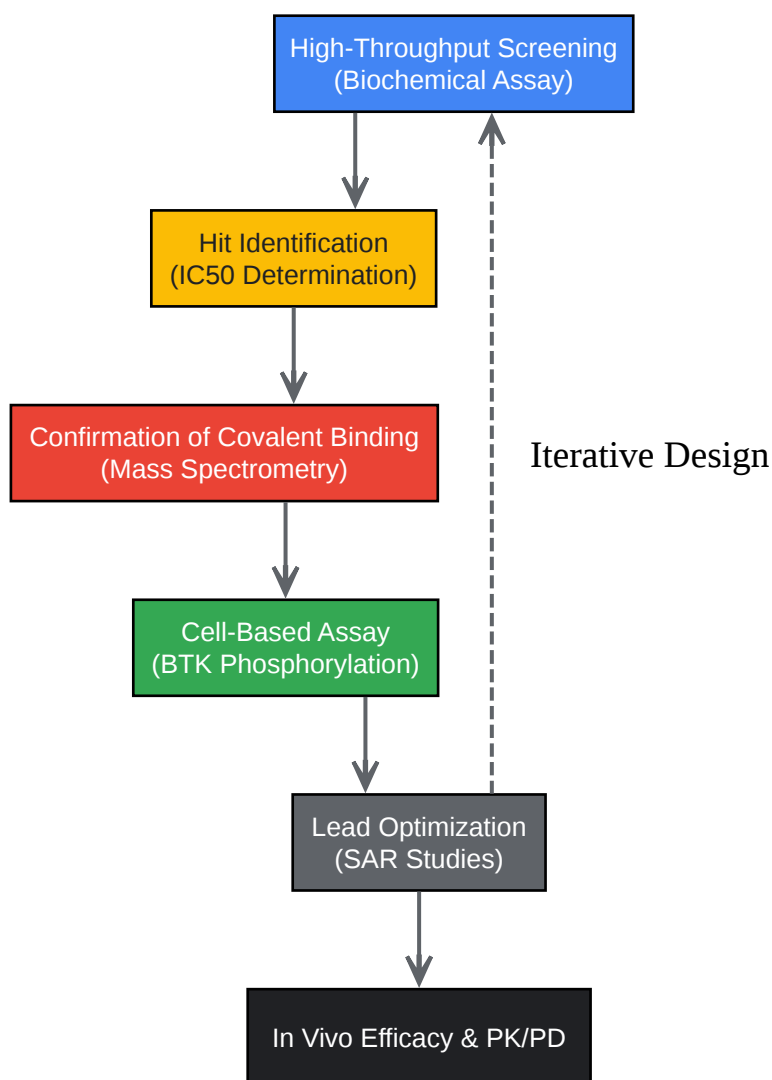 High-Throughput Screening
(Biochemical Assay)
Hit Identification
(IC50 Determination)
Confirmation of Covalent Binding
(Mass Spectrometry)
Iterative Design
Cell-Based Assay
(BTK Phosphorylation)
Lead Optimization
(SAR Studies)
In Vivo Efficacy & PK/PD